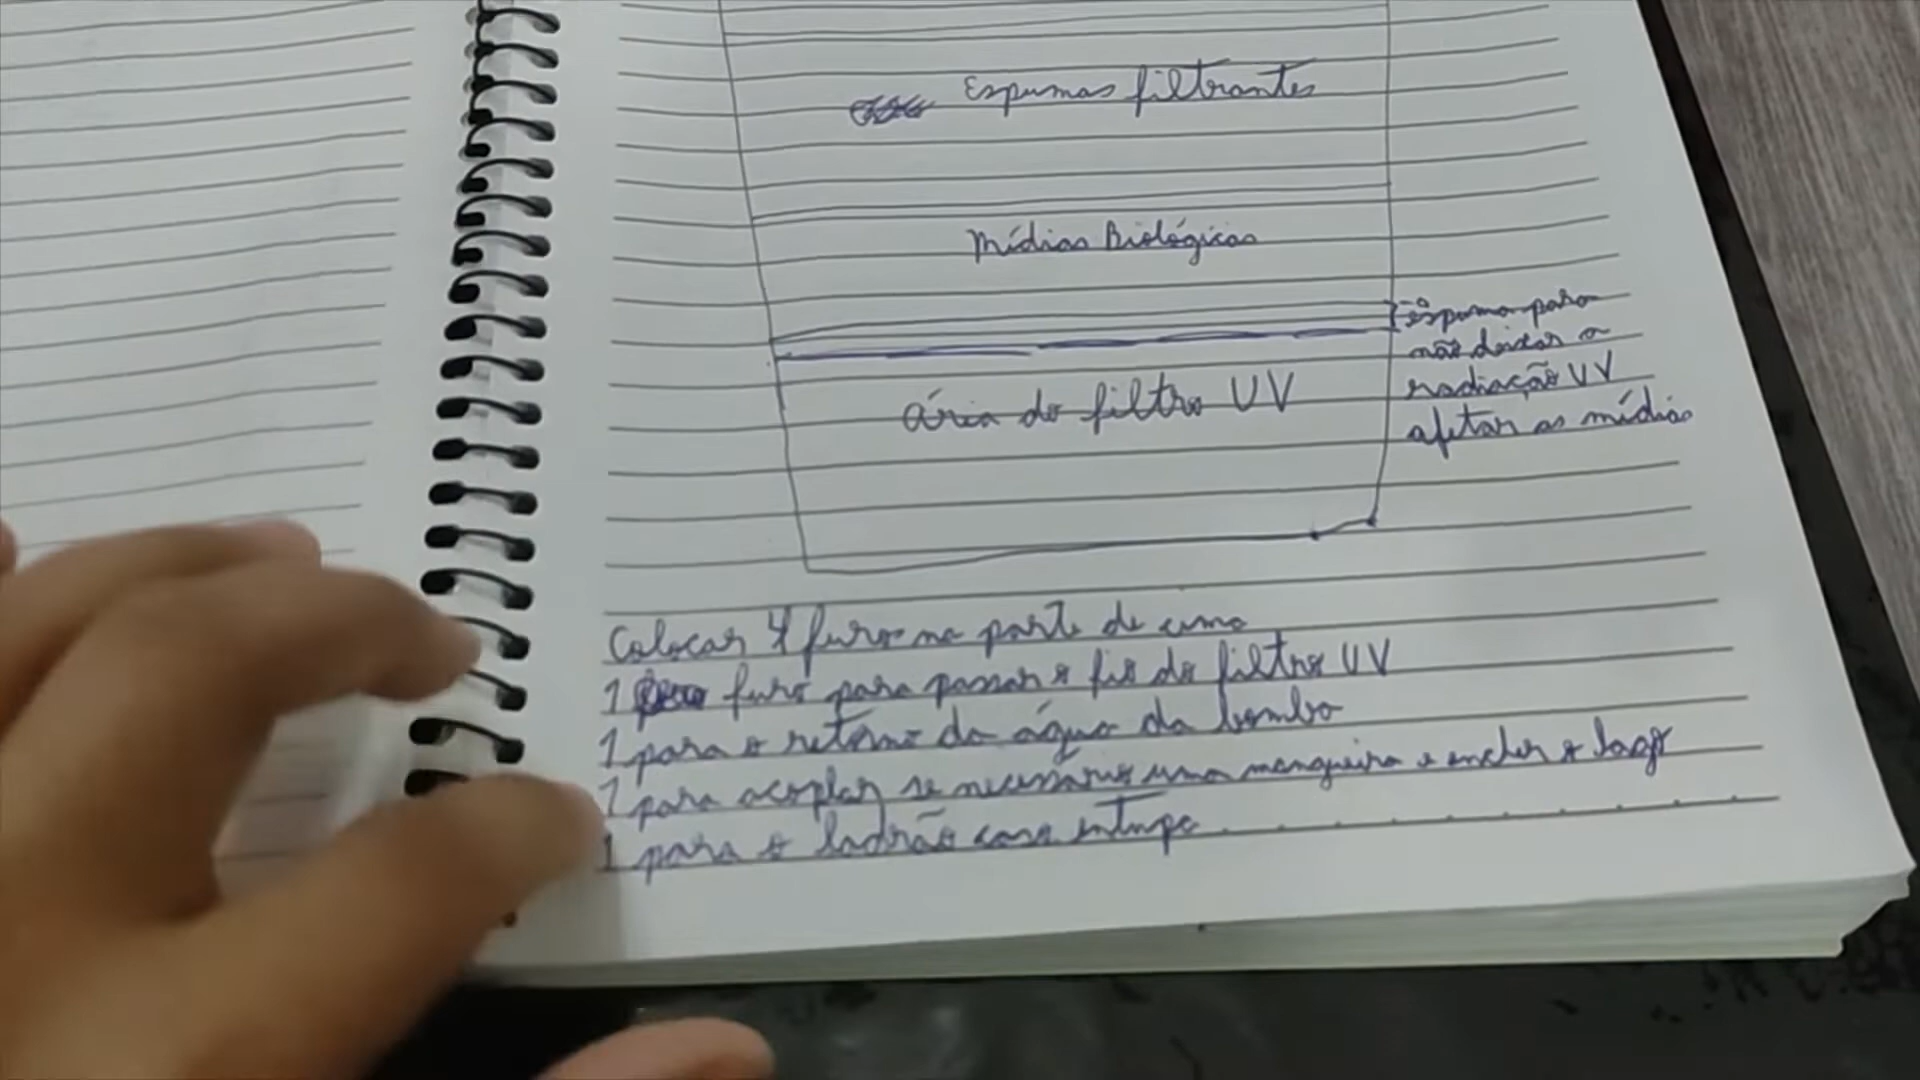 Espumas filtrantes
Mídias Biológicas
espuma para
não deixar a
radiação UV
afetar as mídias
ária do filtro UV
Colocar 4 furos na parte de cima
1 furo para passar o fio do filtro UV
1 para o retorno da água da bomba
1 para acoplar se necessário uma mangueira e encher o lago
1 para o ladrão caso entupa